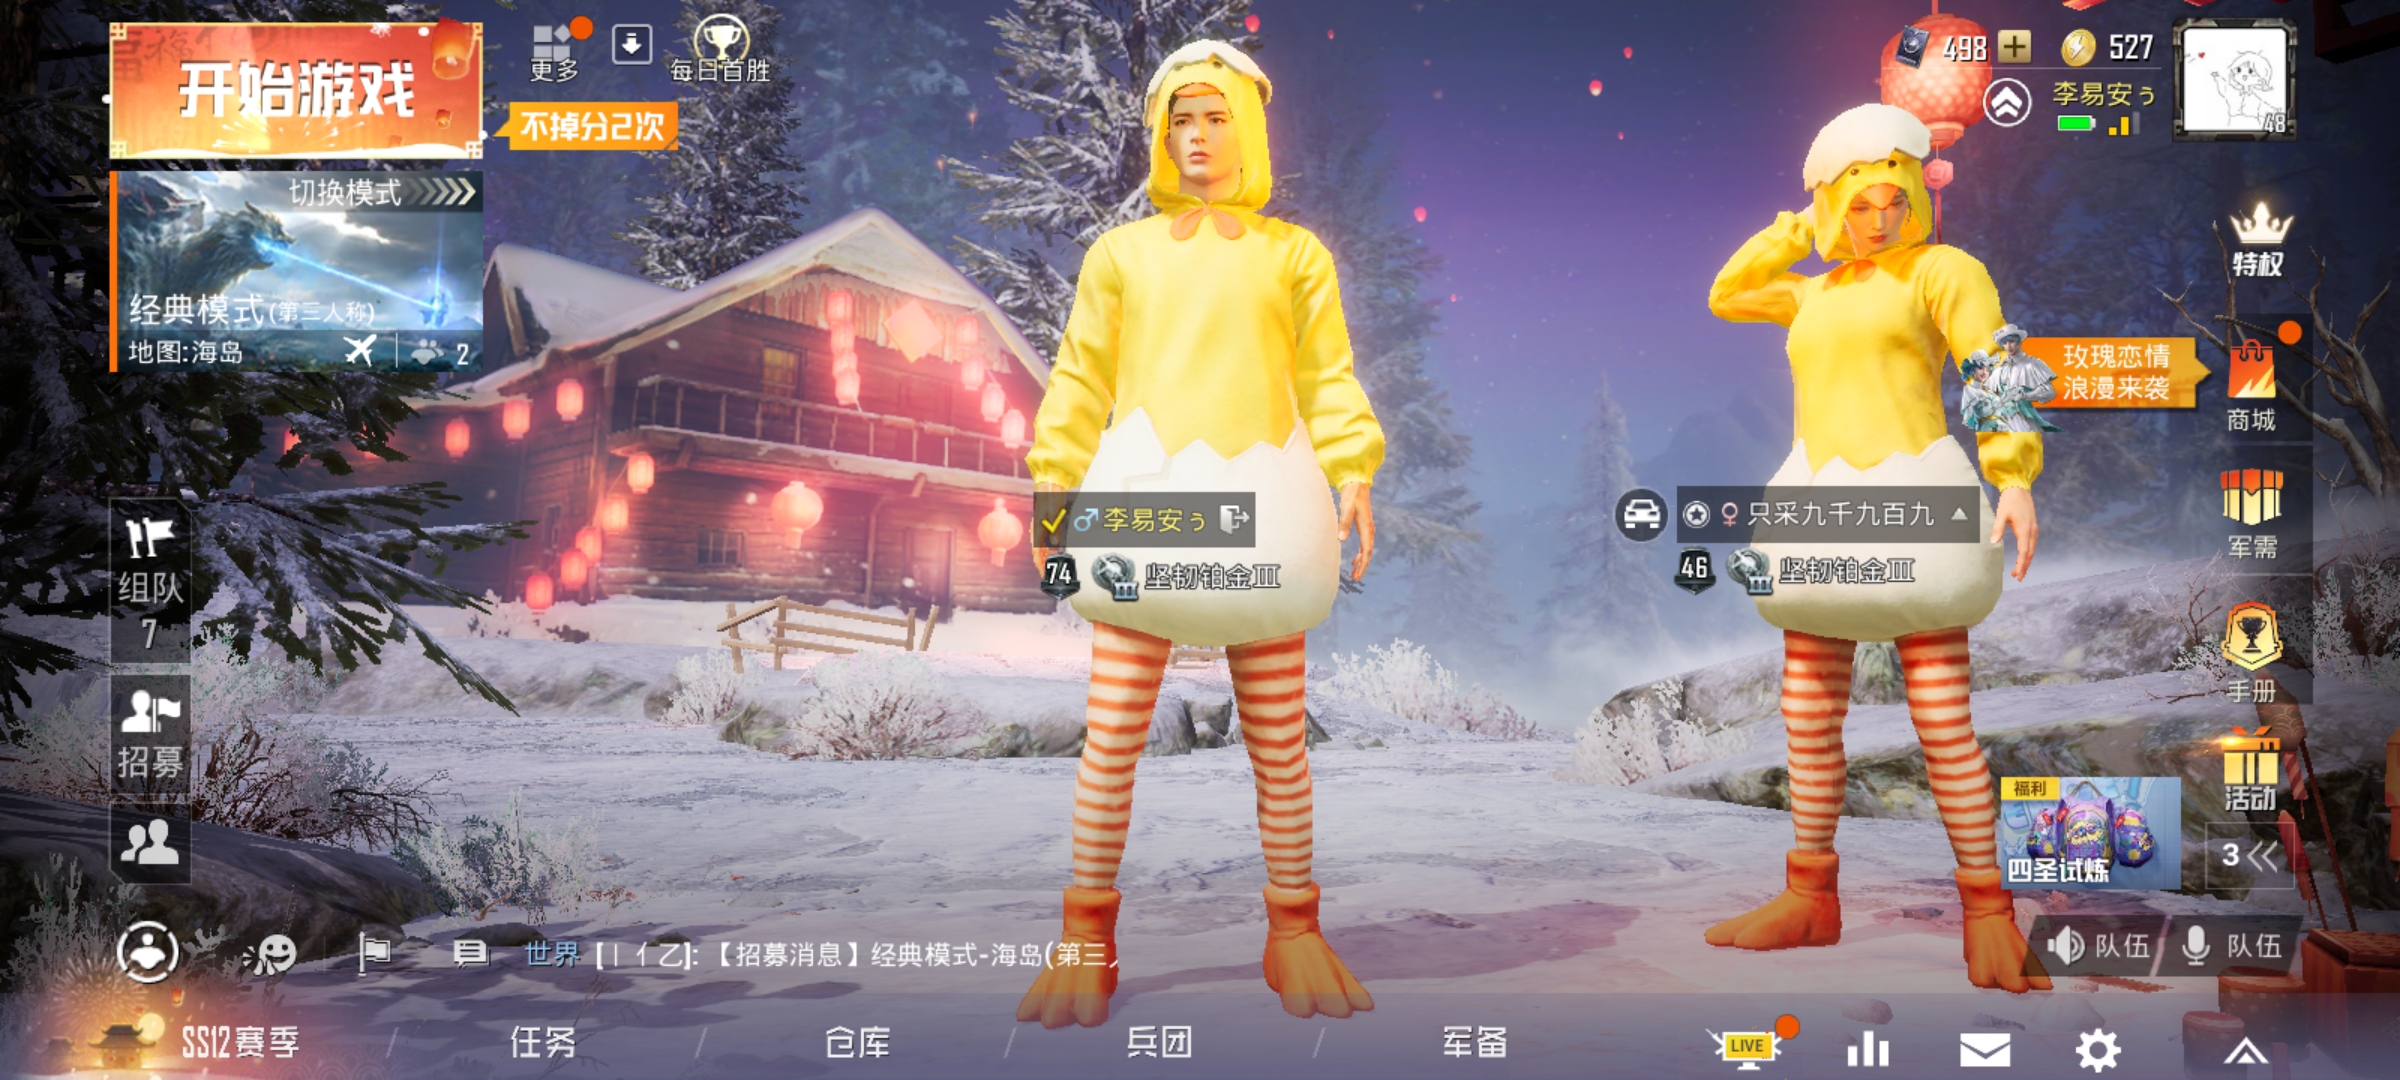 开始游戏
更多
每日首胜
不掉分2次
498
527
李易安ぅ
48
切换模式
经典模式(第三人称)
地图:海岛
2
特权
玫瑰恋情
浪漫来袭
商城
军需
手册
活动
李易安ぅ
74
坚韧铂金III
只采九千九百九
46
坚韧铂金III
组队
7
招募
福利
四圣试炼
3
世界【丨亻乙]:【招募消息】经典模式-海岛(第三人
队伍
队伍
SS12赛季
任务
仓库
兵团
军备
LIVE